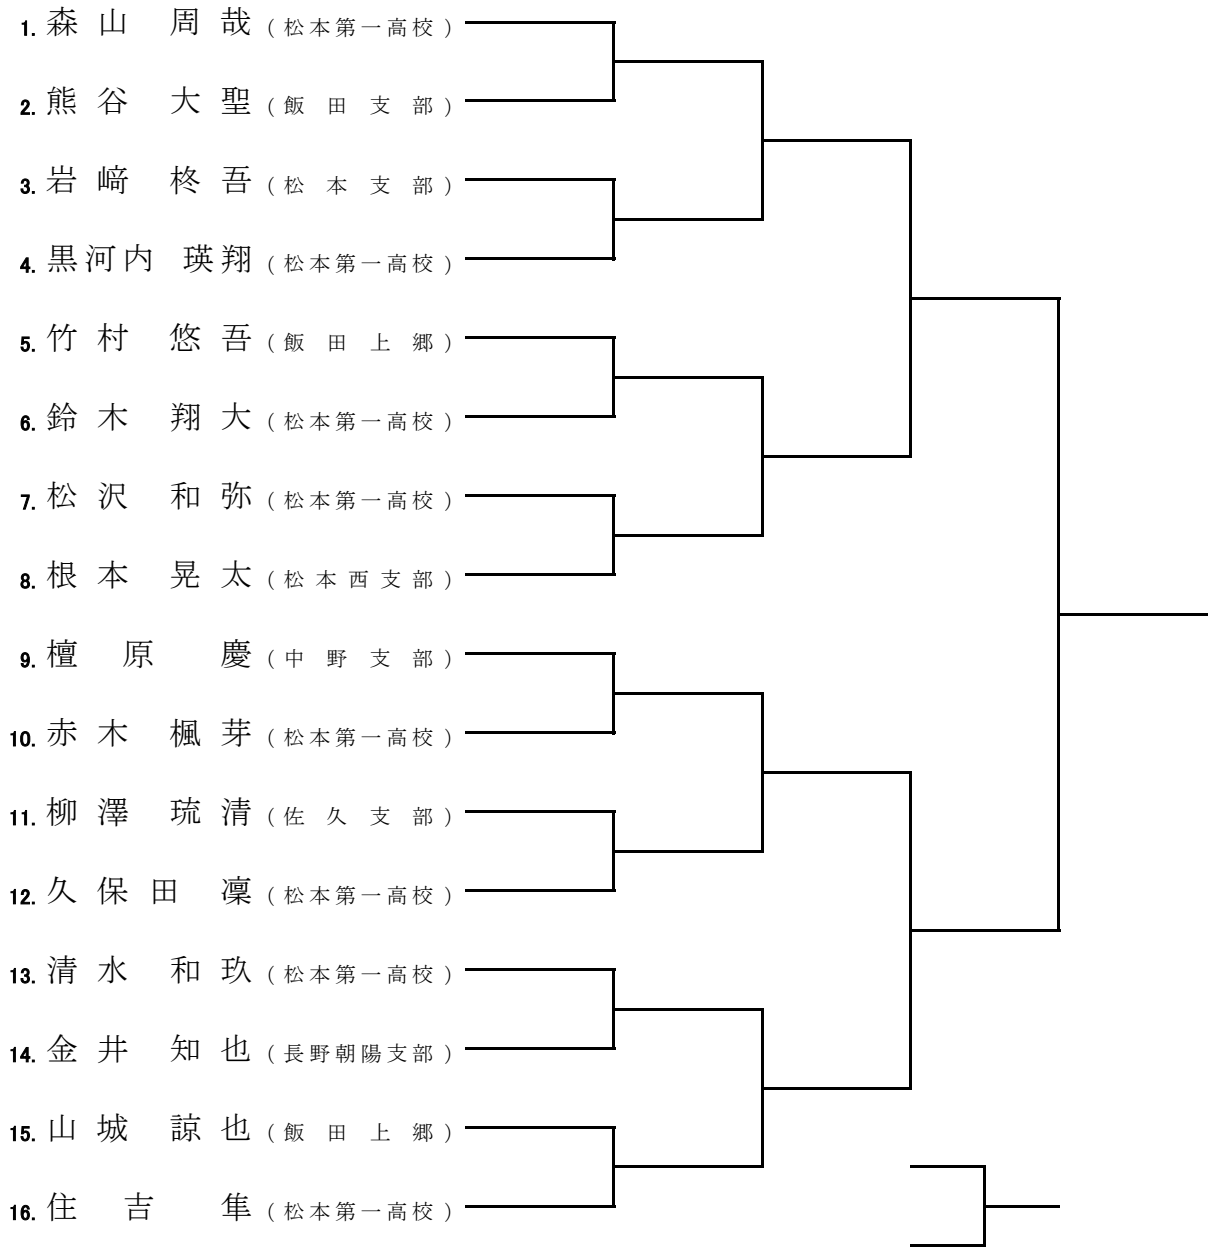 1. 森山 周哉 (松本第一高校)
2. 熊谷 大聖 (飯田支部)
3. 岩﨑 柊吾 (松本支部)
4. 黒河内 瑛翔 (松本第一高校)
5. 竹村 悠吾 (飯田上郷)
6. 鈴木 翔大 (松本第一高校)
7. 松沢 和弥 (松本第一高校)
8. 根本 晃太 (松本西支部)
9. 檀原 慶 (中野支部)
10. 赤木 楓芽 (松本第一高校)
11. 柳澤 琉清 (佐久支部)
12. 久保田 凜 (松本第一高校)
13. 清水 和玖 (松本第一高校)
14. 金井 知也 (長野朝陽支部)
15. 山城 諒也 (飯田上郷)
16. 住吉 隼 (松本第一高校)